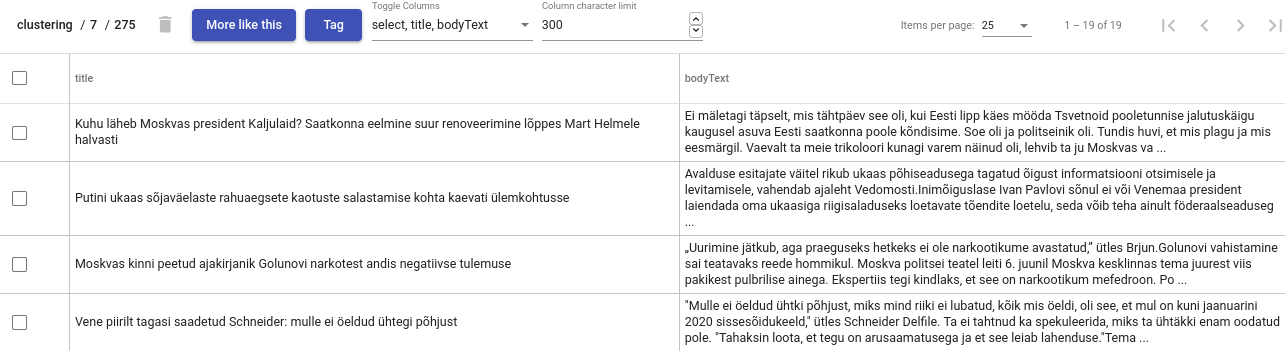 clustering / 7 / 275
More like this
Tag
Toggle Columns
select, title, bodyText
Column character limit
300
Items per page: 25
1 – 19 of 19
title
bodyText
Kuhu läheb Moskvas president Kaljulaid? Saatkonna eelmine suur renoveerimine lõppes Mart Helmele
halvasti
Ei mäletagi täpselt, mis tähtpäev see oli, kui Eesti lipp käes mööda Tsvetnoid pooletunnise jalutuskäigu
kaugusel asuva Eesti saatkonna poole kõndisime. Soe oli ja politseinik oli. Tundis huvi, et mis plagu ja mis
eesmärgil. Vaevalt ta meie trikoloori kunagi varem näinud oli, lehvib ta ju Moskvas va ...
Putini ukaas sõjaväelaste rahuaegsete kaotuste salastamise kohta kaevati ülemkohtusse
Avalduse esitajate väitel rikub ukaas põhiseadusega tagatud õigust informatsiooni otsimisele ja
levitamisele, vahendab ajaleht Vedomosti.Inimõiguslase Ivan Pavlovi sõnul ei või Venemaa president
laiendada oma ukaasiga riigisaladuseks loetavate tõendite loetelu, seda võib teha ainult föderaalseaduseg
...
Moskvas kinni peetud ajakirjanik Golunovi narkotest andis negatiivse tulemuse
„Uurimine jätkub, aga praeguseks hetkeks ei ole narkootikume avastatud,” ütles Brjun.Golunovi vahistamine
sai teatavaks reede hommikul. Moskva politsei teatel leiti 6. juunil Moskva kesklinnas tema juurest viis
pakikest pulbrilise ainega. Ekspertiis tegi kindlaks, et see on narkootikum mefedroon. Po ...
Vene piirilt tagasi saadetud Schneider: mulle ei öeldud ühtegi põhjust
"Mulle ei öeldud ühtki põhjust, miks mind riiki ei lubatud, kõik mis öeldi, oli see, et mul on kuni jaanuarini
2020 sissesõidukeeld," ütles Schneider Delfile. Ta ei tahtnud ka spekuleerida, miks ta ühtäkki enam oodatud
pole. "Tahaksin loota, et tegu on arusaamatusega ja et see leiab lahenduse."Tema ...